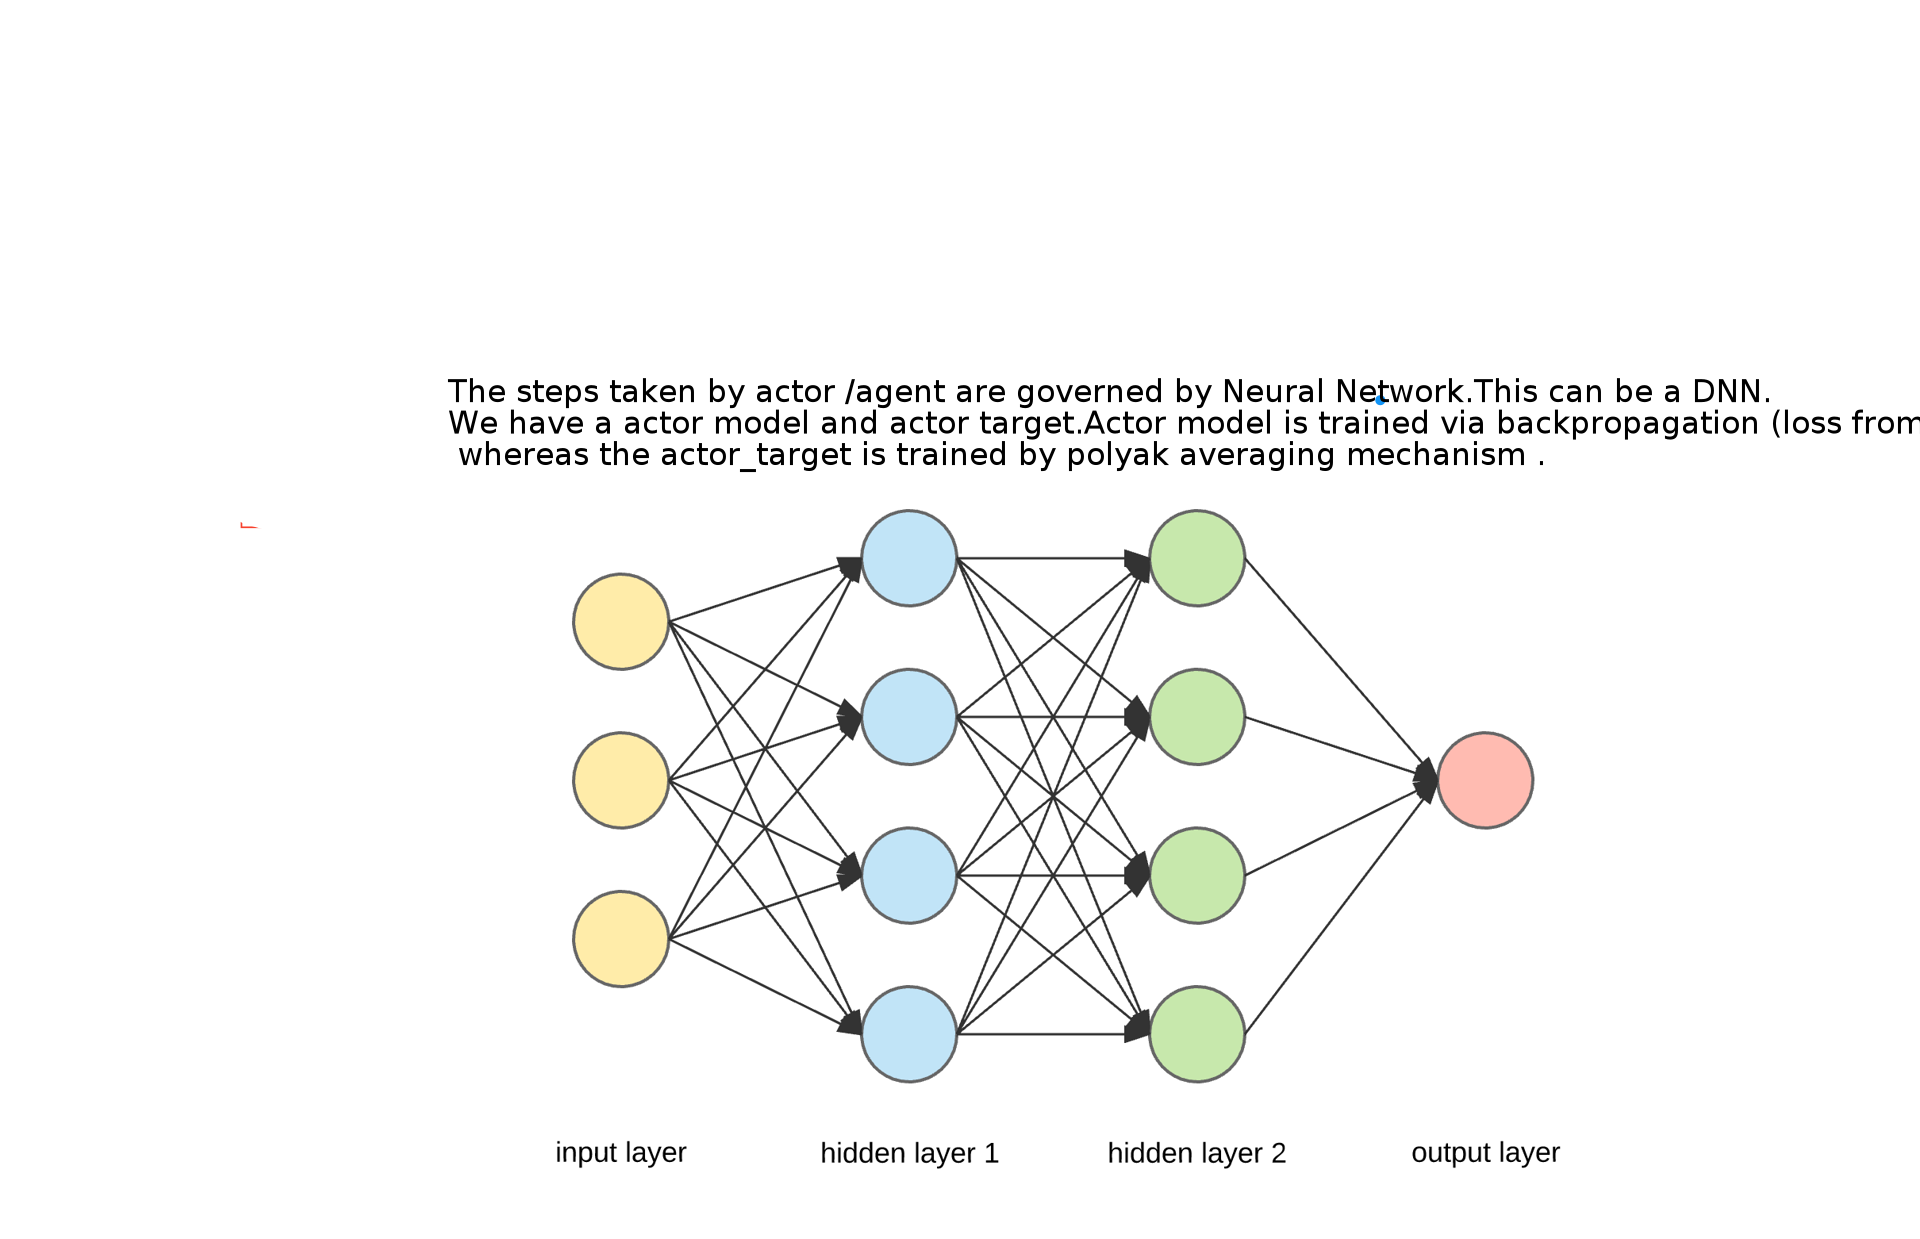 The steps taken by actor /agent are governed by Neural Network.This can be a DNN.
We have a actor model and actor target.Actor model is trained via backpropagation (loss from
whereas the actor_target is trained by polyak averaging mechanism .
input layer
hidden layer 1
hidden layer 2
output layer